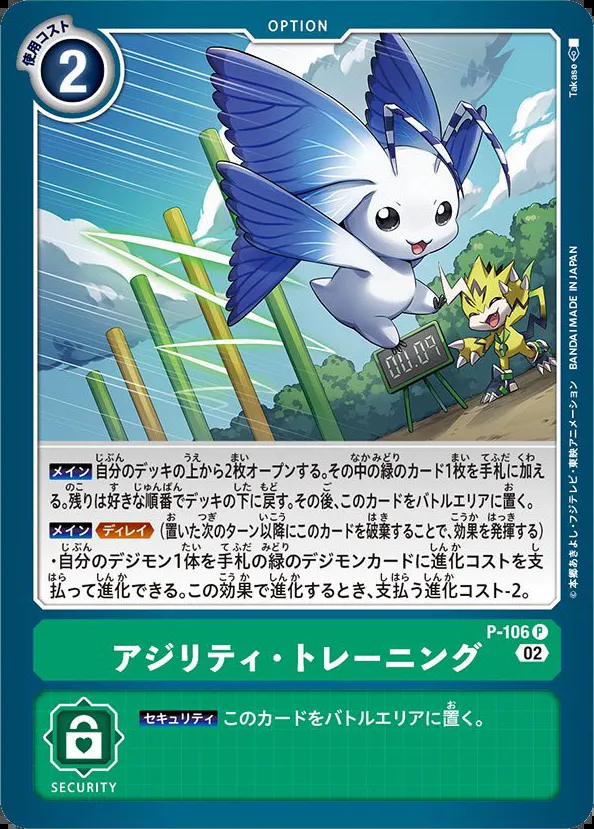 OPTION
使用コスト
2
Takase
00.09
メイン 自分のデッキの上から2枚オープンする。その中の緑のカード1枚を手札に加え
る。残りは好きな順番でデッキの下に戻す。その後、このカードをバトルエリアに置く。
メイン ディレイ (置いた次のターン以降にこのカードを破棄することで、効果を発揮する)
・自分のデジモン1体を手札の緑のデジモンカードに進化コストを支
払って進化できる。この効果で進化するとき、支払う進化コスト-2。
©本郷あきよし・フジテレビ・東映アニメーション BANDAI MADE IN JAPAN
P-106 P
アジリティ・トレーニング
02
セキュリティ このカードをバトルエリアに置く。
SECURITY